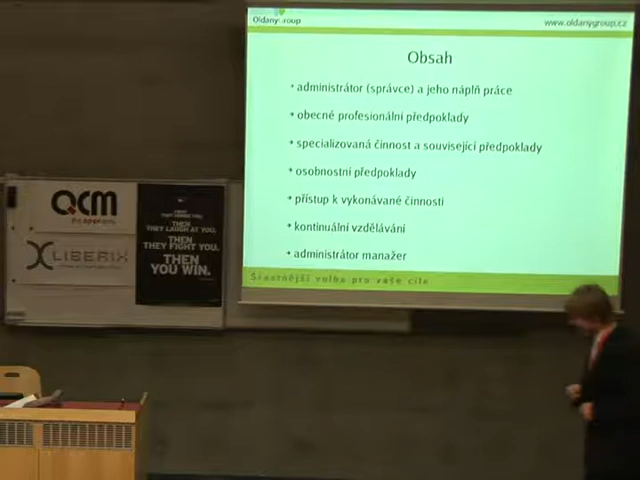 Oldanygroup
www.oldanygroup.cz
Obsah
• administrátor (správce) a jeho náplň práce
• obecné profesionální předpoklady
• specializovaná činnost a související předpoklady
• osobnostní předpoklady
• přístup k vykonávané činnosti
• kontinuální vzdělávání
• administrátor manažer
Šťastnější volba pro vaše cíle
QCM
LIBERIX
THEN
THEY LAUGH AT YOU.
THEN
THEY FIGHT YOU.
THEN
YOU WIN.